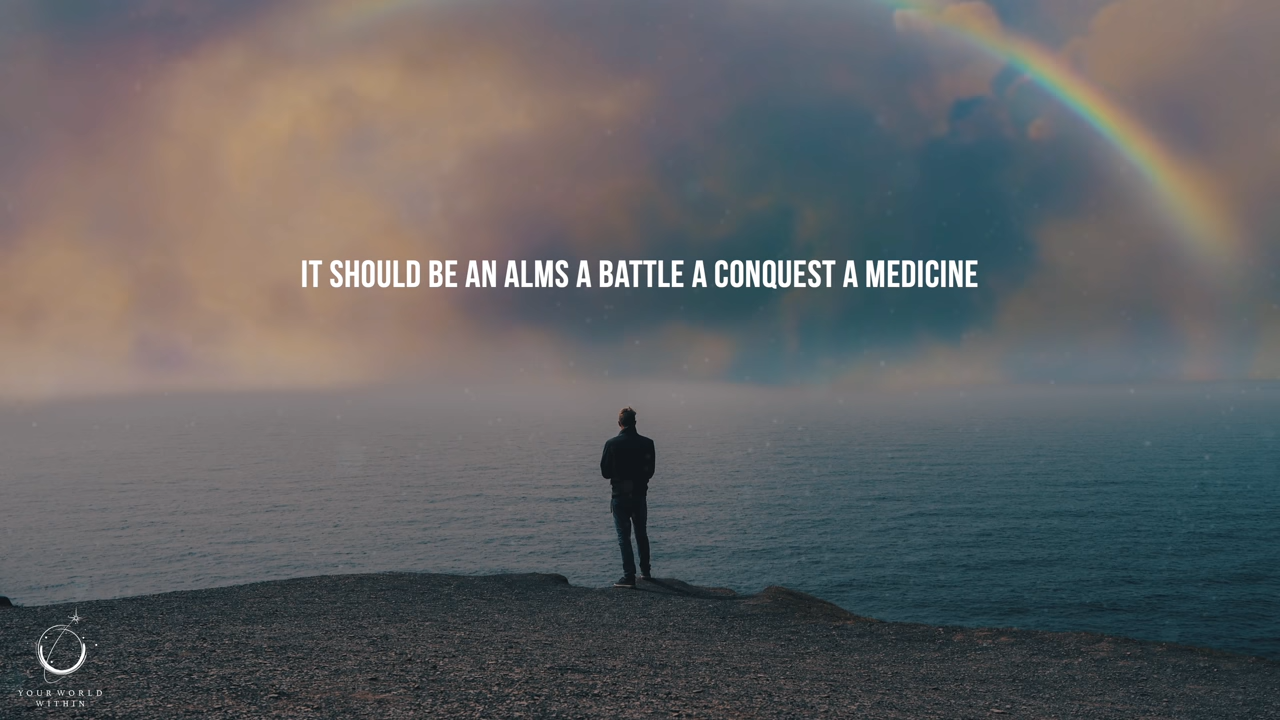 IT SHOULD BE AN ALMS A BATTLE A CONQUEST A MEDICINE
YOUR WORLD
WITHIN